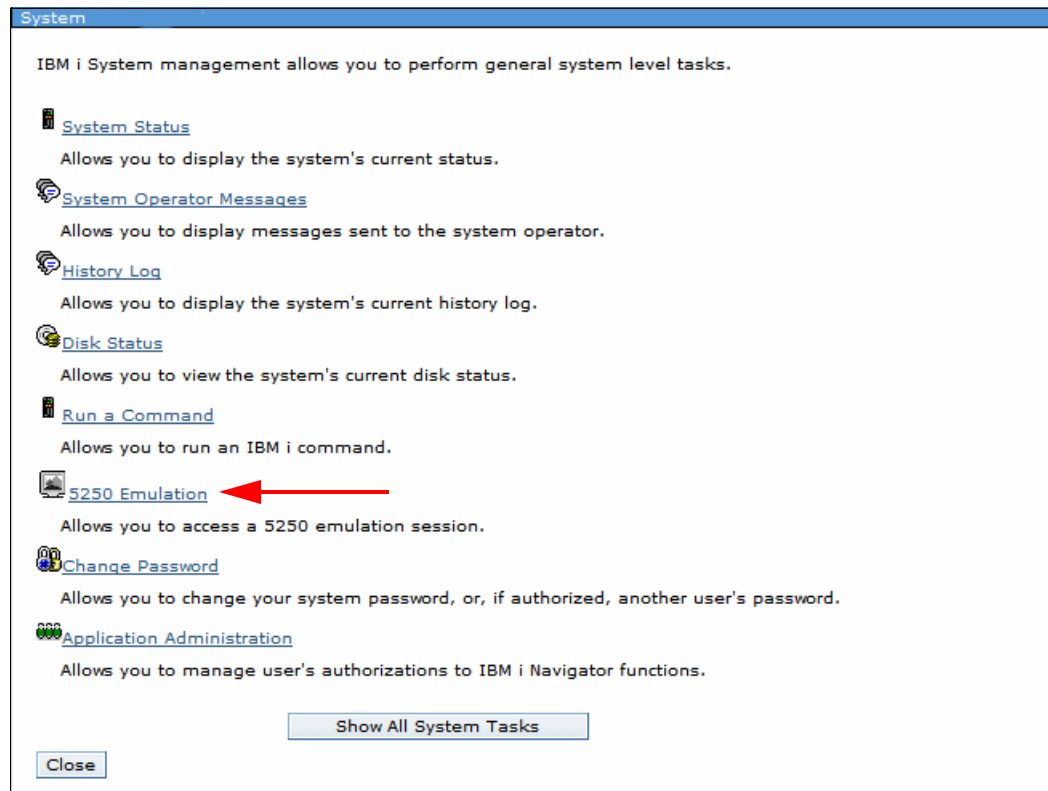 System
IBM i System management allows you to perform general system level tasks.
System Status
Allows you to display the system's current status.
System Operator Messages
Allows you to display messages sent to the system operator.
History Log
Allows you to display the system's current history log.
Disk Status
Allows you to view the system's current disk status.
Run a Command
Allows you to run an IBM i command.
5250 Emulation
Allows you to access a 5250 emulation session.
Change Password
Allows you to change your system password, or, if authorized, another user's password.
Application Administration
Allows you to manage user's authorizations to IBM i Navigator functions.
Show All System Tasks
Close